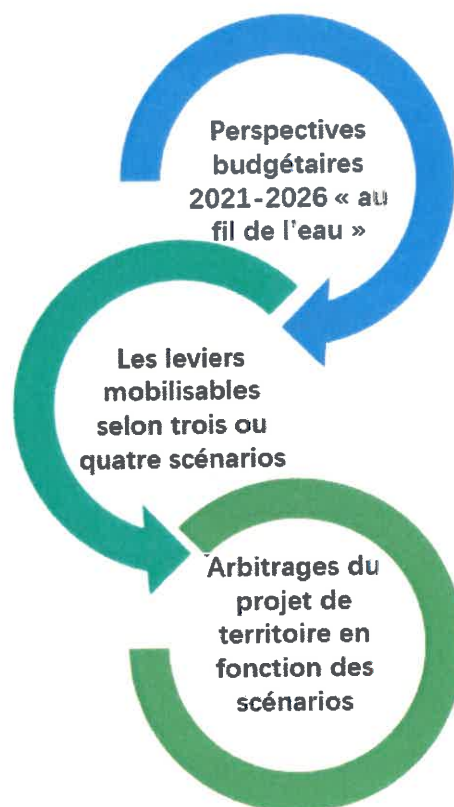 Perspectives
budgétaires
2021-2026 « au
fil de l'eau »
Les leviers
mobilisables
selon trois ou
quatre scénarios
Arbitrages du
projet de
territoire en
fonction des
scénarios